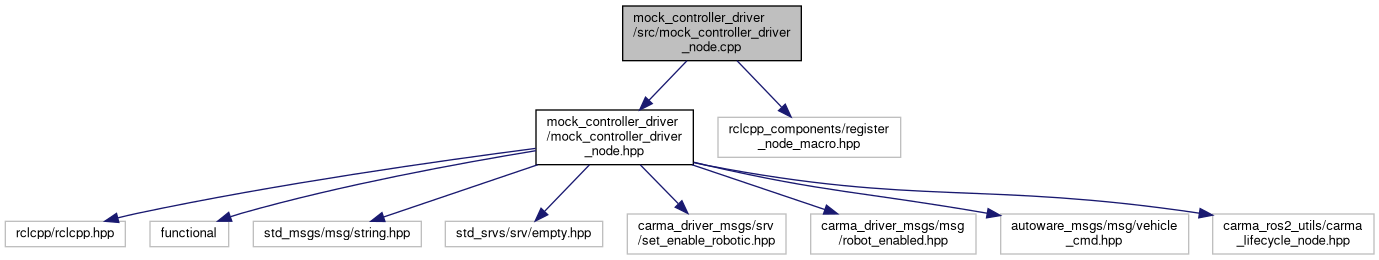 mock_controller_driver
/src/mock_controller_driver
_node.cpp
mock_controller_driver
/mock_controller_driver
_node.hpp
rclcpp_components/register
_node_macro.hpp
rclcpp/rclcpp.hpp
functional
std_msgs/msg/string.hpp
std_srvs/srv/empty.hpp
carma_driver_msgs/srv
/set_enable_robotic.hpp
carma_driver_msgs/msg
/robot_enabled.hpp
autoware_msgs/msg/vehicle
_cmd.hpp
carma_ros2_utils/carma
_lifecycle_node.hpp